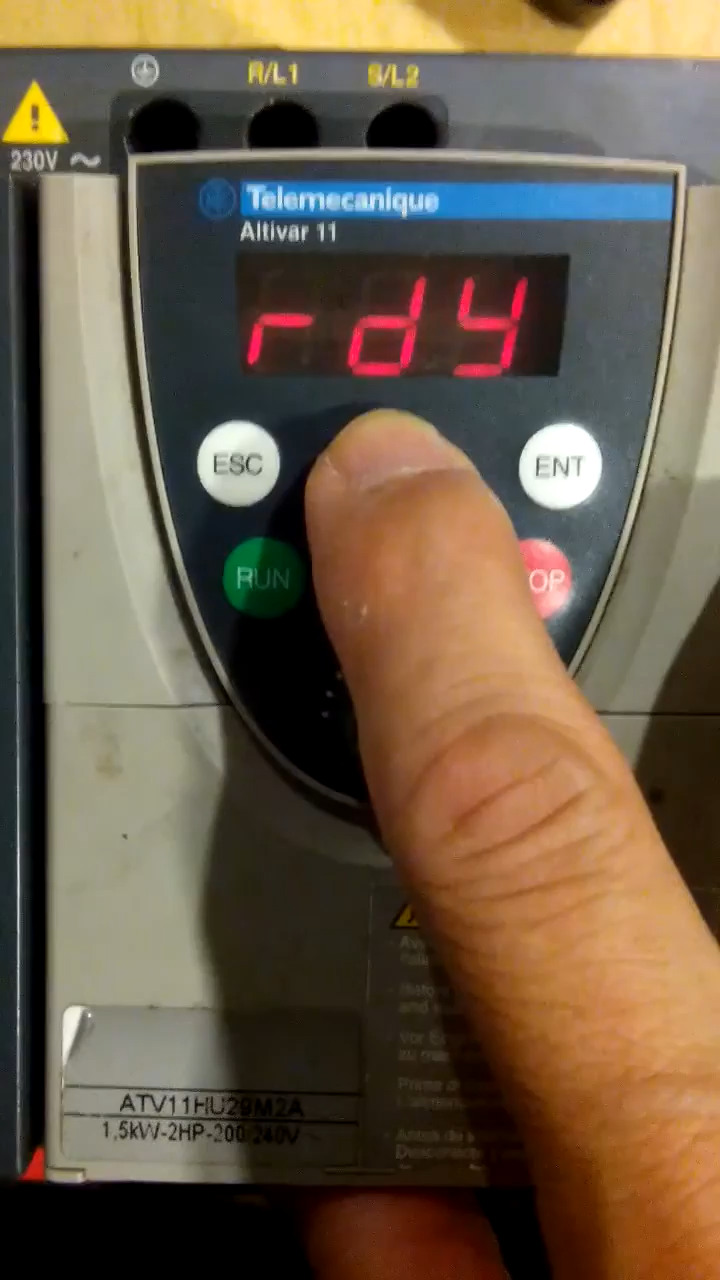 R/L1 S/L2
230V ~
Telemecanique
Altivar 11
rdY
ESC ENT
RUN OP
ATV11HU29M2A
1,5kW-2HP-200/240V ~